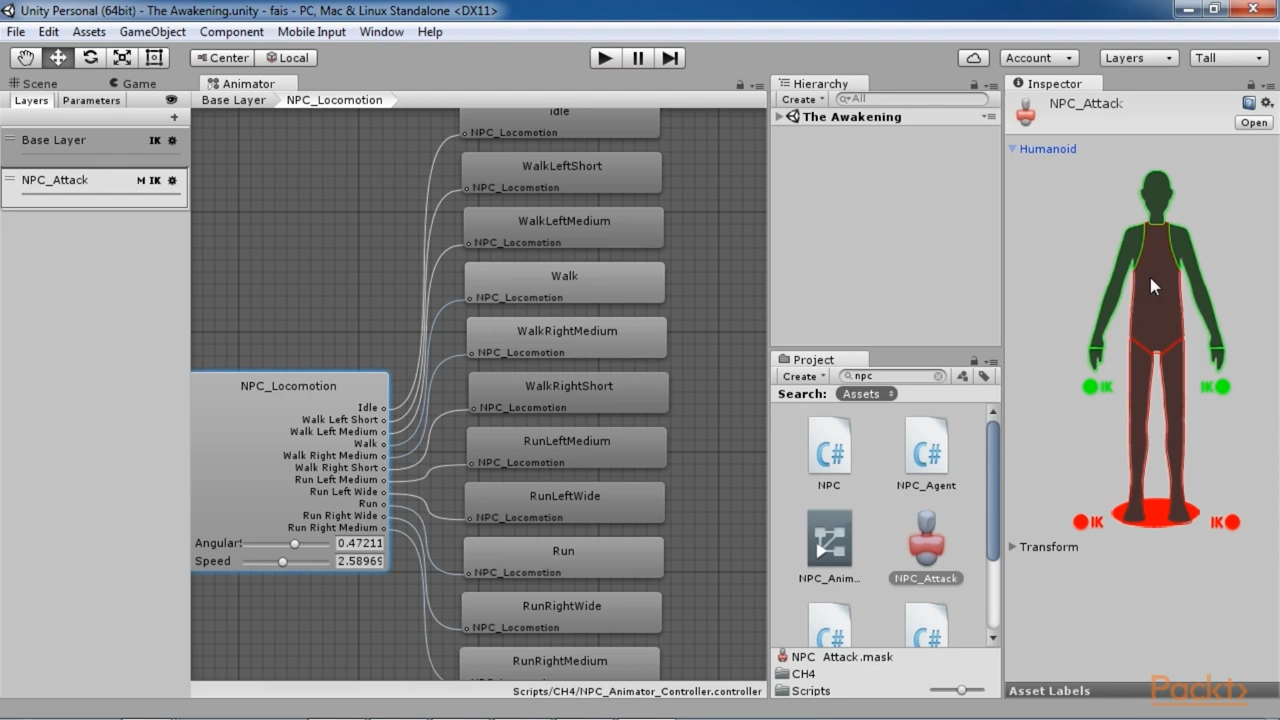 Unity Personal (64bit) - The Awakening.unity - fais - PC, Mac & Linux Standalone <DX11>
File Edit Assets GameObject Component Mobile Input Window Help
Center Local Account Layers Tall
Scene Game Animator
Layers Parameters
Base Layer NPC_Locomotion
Base Layer IK
NPC_Attack M IK
Idle
NPC_Locomotion
WalkLeftShort
NPC_Locomotion
WalkLeftMedium
NPC_Locomotion
Walk
NPC_Locomotion
WalkRightMedium
NPC_Locomotion
WalkRightShort
NPC_Locomotion
RunLeftMedium
NPC_Locomotion
RunLeftWide
NPC_Locomotion
Run
NPC_Locomotion
RunRightWide
NPC_Locomotion
RunRightMedium
NPC_Locomotion
Idle
Walk Left Short
Walk Left Medium
Walk
Walk Right Medium
Walk Right Short
Run Left Medium
Run Left Wide
Run
Run Right Wide
Run Right Medium
0.47211
Speed 2.58969
Scripts/CH4/NPC_Animator_Controller.controller
Hierarchy
Create All
The Awakening
Project
Create npc
Search: Assets
C#
C#
NPC
NPC_Agent
NPC_Anim...
NPC_Attack
C#
C#
NPC_Attack.mask
CH4
Scripts
Inspector
NPC_Attack
Open
Humanoid
IK
IK
IK
IK
Transform
Asset Labels
Packt>